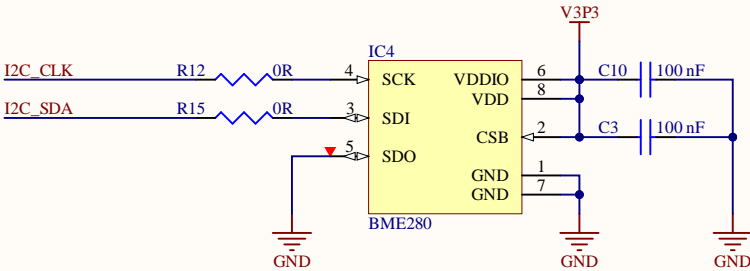 V3P3
IC4
I2C_CLK R12 0R 4 SCK VDDIO 6 C10 100 nF
VDD 8
I2C_SDA R15 0R 3 SDI CSB 2 C3 100 nF
5 SDO
GND 1
GND 7
BME280
GND GND GND